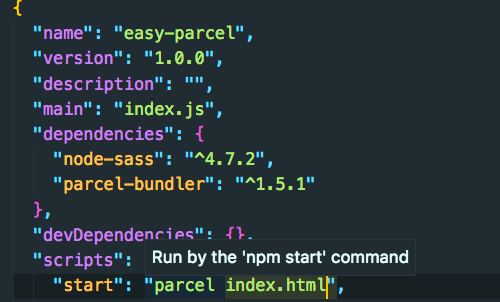 {
"name": "easy-parcel",
"version": "1.0.0",
"description": "",
"main": "index.js",
"dependencies": {
"node-sass": "^4.7.2",
"parcel-bundler": "^1.5.1"
},
"devDependencies": {},
Run by the 'npm start' command
"scripts":
"start": "parcel index.html",